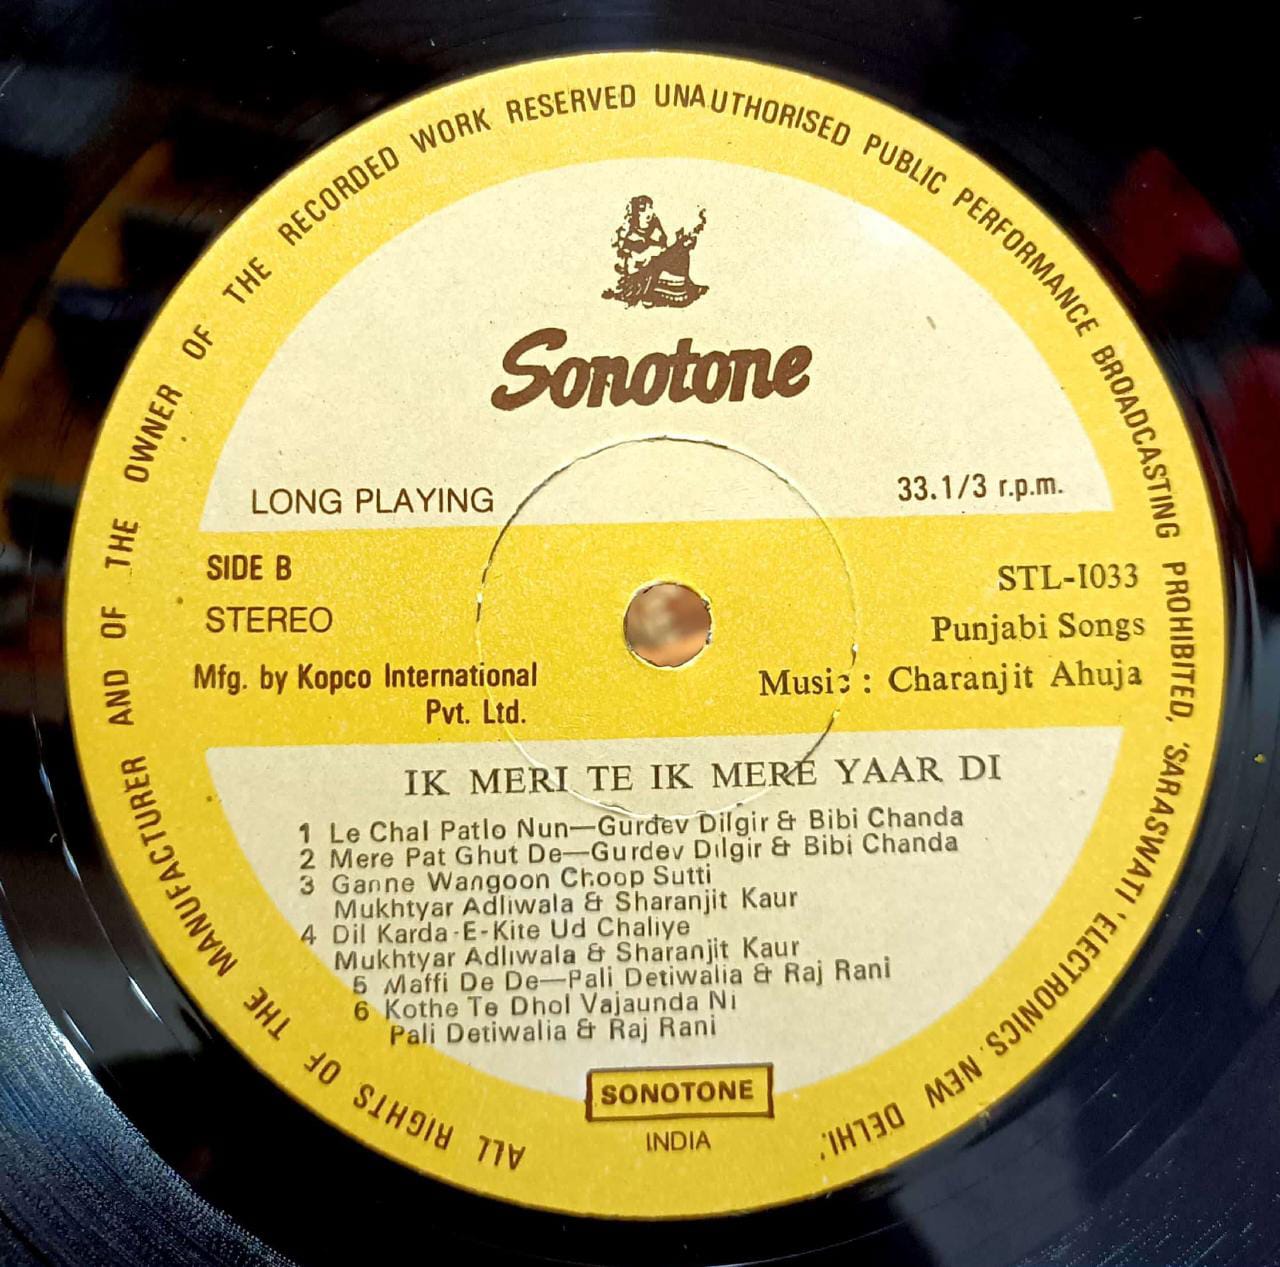 ALL RIGHTS OF THE MANUFACTURER AND OF THE OWNER OF THE RECORDED WORK RESERVED UNAUTHORISED PUBLIC PERFORMANCE BROADCASTING PROHIBITED, 'SARASWATI' ELECTRONICS NEW DELHI.
Sonotone
LONG PLAYING 33.1/3 r.p.m.
SIDE B STL-1033
STEREO Punjabi Songs
Mfg. by Kopco International Music : Charanjit Ahuja
Pvt. Ltd.
IK MERI TE IK MERE YAAR DI
1 Le Chal Patlo Nun—Gurdev Dilgir & Bibi Chanda
2 Mere Pat Ghut De—Gurdev Dilgir & Bibi Chanda
3 Ganne Wangoon Choop Sutti
Mukhtyar Adliwala & Sharanjit Kaur
4 Dil Karda-E-Kite Ud Chaliye
Mukhtyar Adliwala & Sharanjit Kaur
5 Maffi De De—Pali Detiwalia & Raj Rani
6 Kothe Te Dhol Vajaunda Ni
Pali Detiwalia & Raj Rani
SONOTONE
INDIA